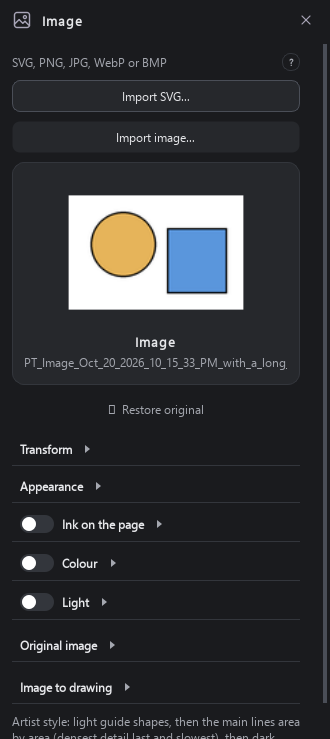 Image
SVG, PNG, JPG, WebP or BMP
?
Import SVG...
Import image...
Image
PT_Image_Oct_20_2026_10_15_33_PM_with_a_long_
Restore original
Transform
Appearance
Ink on the page
Colour
Light
Original image
Image to drawing
Artist style: light guide shapes, then the main lines area
by area (densest detail last and slowest), then dark